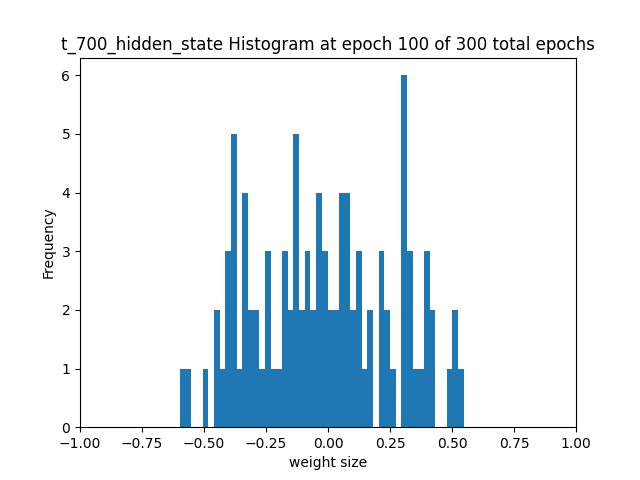 t_700_hidden_state Histogram at epoch 100 of 300 total epochs
6
5
4
3
2
1
0
Frequency
−1.00 −0.75 −0.50 −0.25 0.00 0.25 0.50 0.75 1.00
weight size